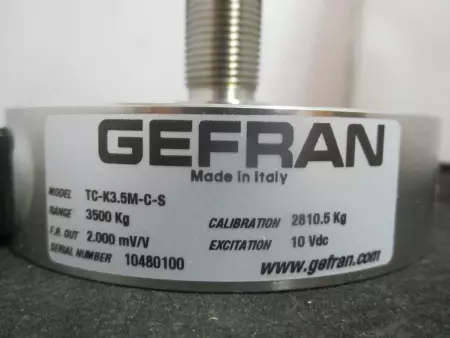 GEFRAN
Made in Italy
MODEL TC-K3.5M-C-S
RANGE 3500 Kg
CALIBRATION 2810.5 Kg
F.R. OUT 2.000 mV/V
EXCITATION 10 Vdc
SERIAL NUMBER 10480100
www.gefran.com